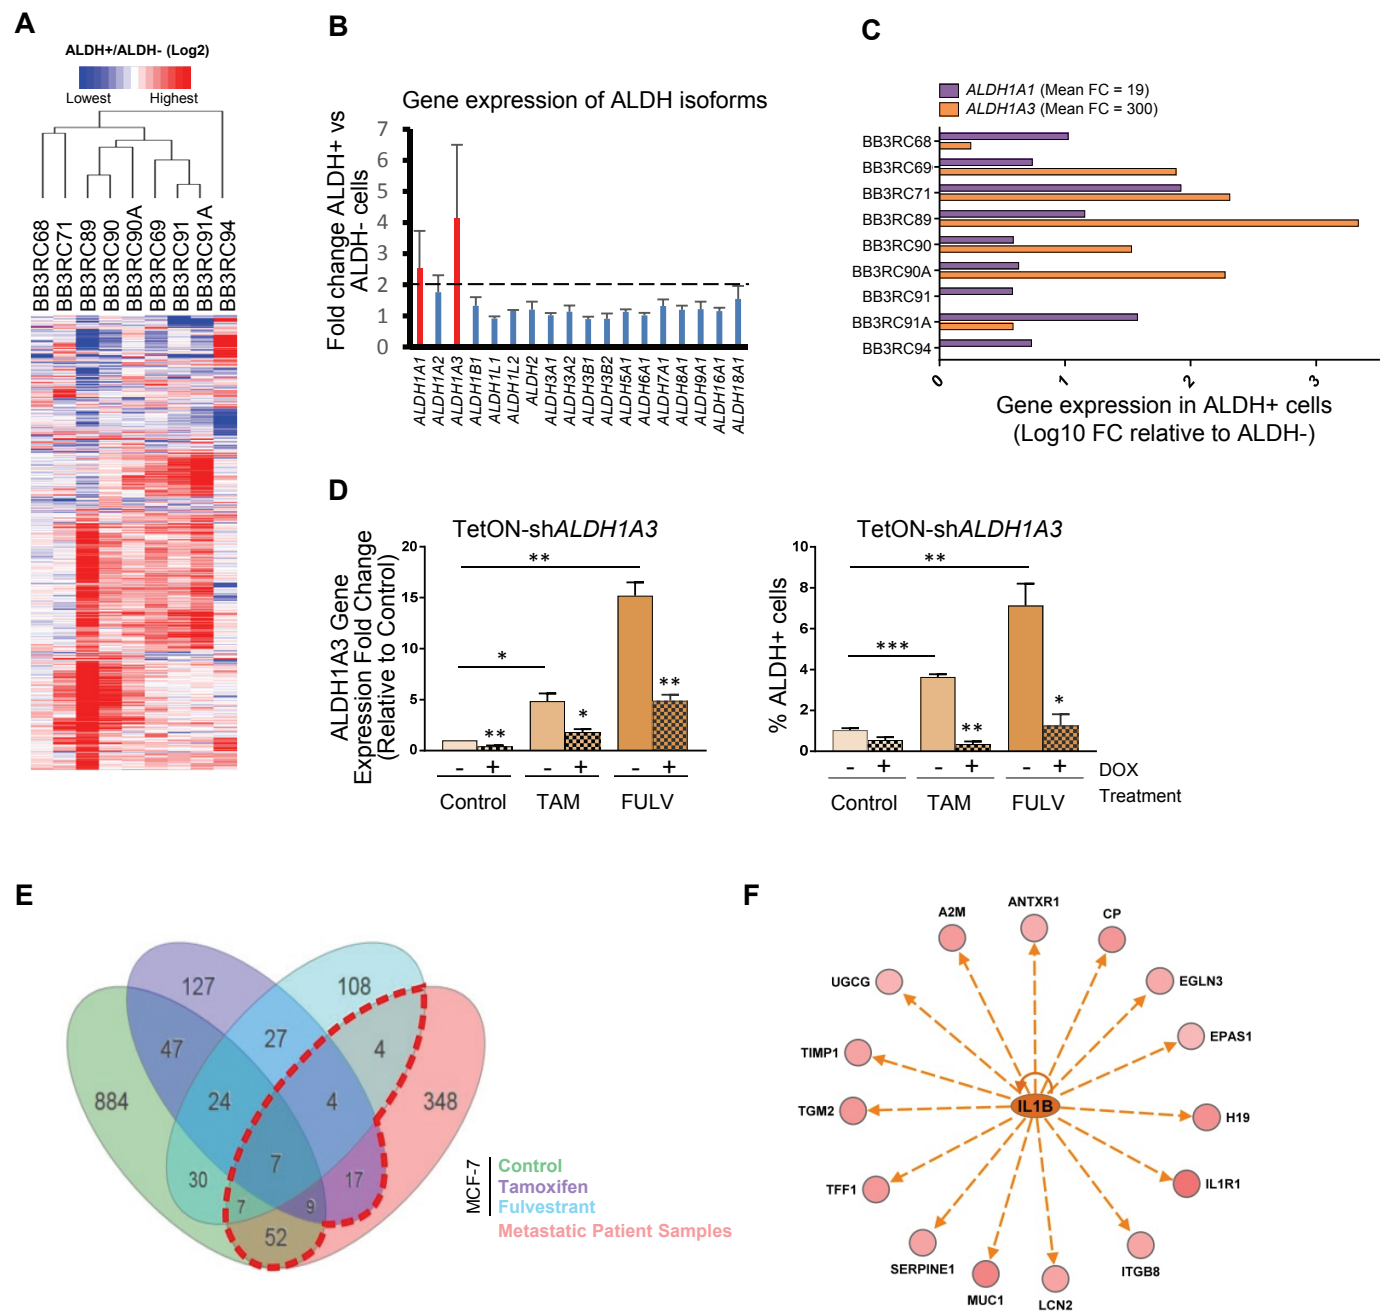 A
ALDH+/ALDH- (Log2)
Lowest Highest
BB3RC68
BB3RC71
BB3RC89
BB3RC90
BB3RC90A
BB3RC69
BB3RC91
BB3RC91A
BB3RC94
B
Gene expression of ALDH isoforms
Fold change ALDH+ vs
ALDH- cells
7
6
5
4
3
2
1
0
ALDH1A1
ALDH1A2
ALDH1A3
ALDH1B1
ALDH1L1
ALDH1L2
ALDH2
ALDH3A1
ALDH3A2
ALDH3B1
ALDH3B2
ALDH5A1
ALDH6A1
ALDH7A1
ALDH8A1
ALDH9A1
ALDH16A1
ALDH18A1
C
ALDH1A1 (Mean FC = 19)
ALDH1A3 (Mean FC = 300)
BB3RC68
BB3RC69
BB3RC71
BB3RC89
BB3RC90
BB3RC90A
BB3RC91
BB3RC91A
BB3RC94
0 1 2 3
Gene expression in ALDH+ cells
(Log10 FC relative to ALDH-)
D
TetON-shALDH1A3
ALDH1A3 Gene
Expression Fold Change
(Relative to Control)
20
15
10
5
0
**
*
**
*
**
- + - + - +
Control TAM FULV
TetON-shALDH1A3
% ALDH+ cells
10
8
6
4
2
0
**
***
**
*
- + - + - + DOX
Control TAM FULV Treatment
E
127 108
47 27 4
884 24 4 348
7
30 17
7 9
52
MCF-7
Control
Tamoxifen
Fulvestrant
Metastatic Patient Samples
F
ANTXR1
A2M CP
UGCG EGLN3
TIMP1 EPAS1
IL1B
TGM2 H19
TFF1 IL1R1
SERPINE1 ITGB8
MUC1 LCN2